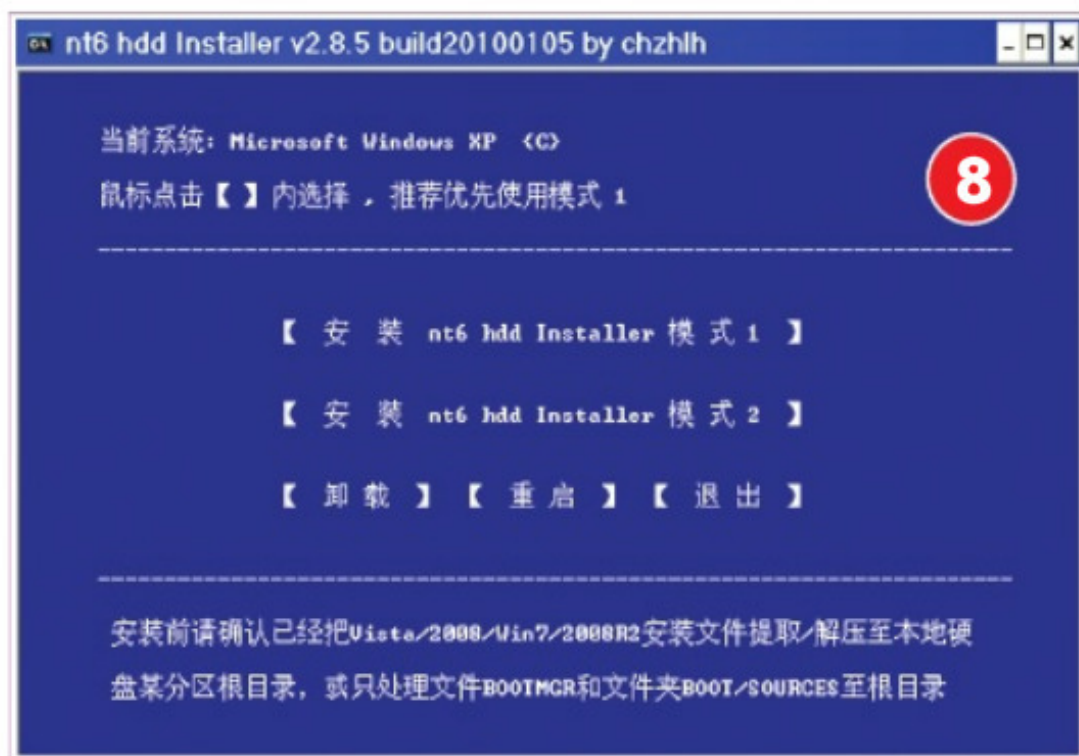 nt6 hdd Installer v2.8.5 build20100105 by chzhlh
当前系统: Microsoft Windows XP {C}
8
鼠标点击【 】内选择 , 推荐优先使用模式 1
【 安 装 nt6 hdd Installer 模 式 1 】
【 安 装 nt6 hdd Installer 模 式 2 】
【 卸 载 】【 重 启 】【 退 出 】
安装前请确认已经把Vista/2008/Win7/2008R2安装文件提取/解压至本地硬
盘某分区根目录, 或只处理文件BOOTMGR和文件夹BOOT/SOURCES至根目录